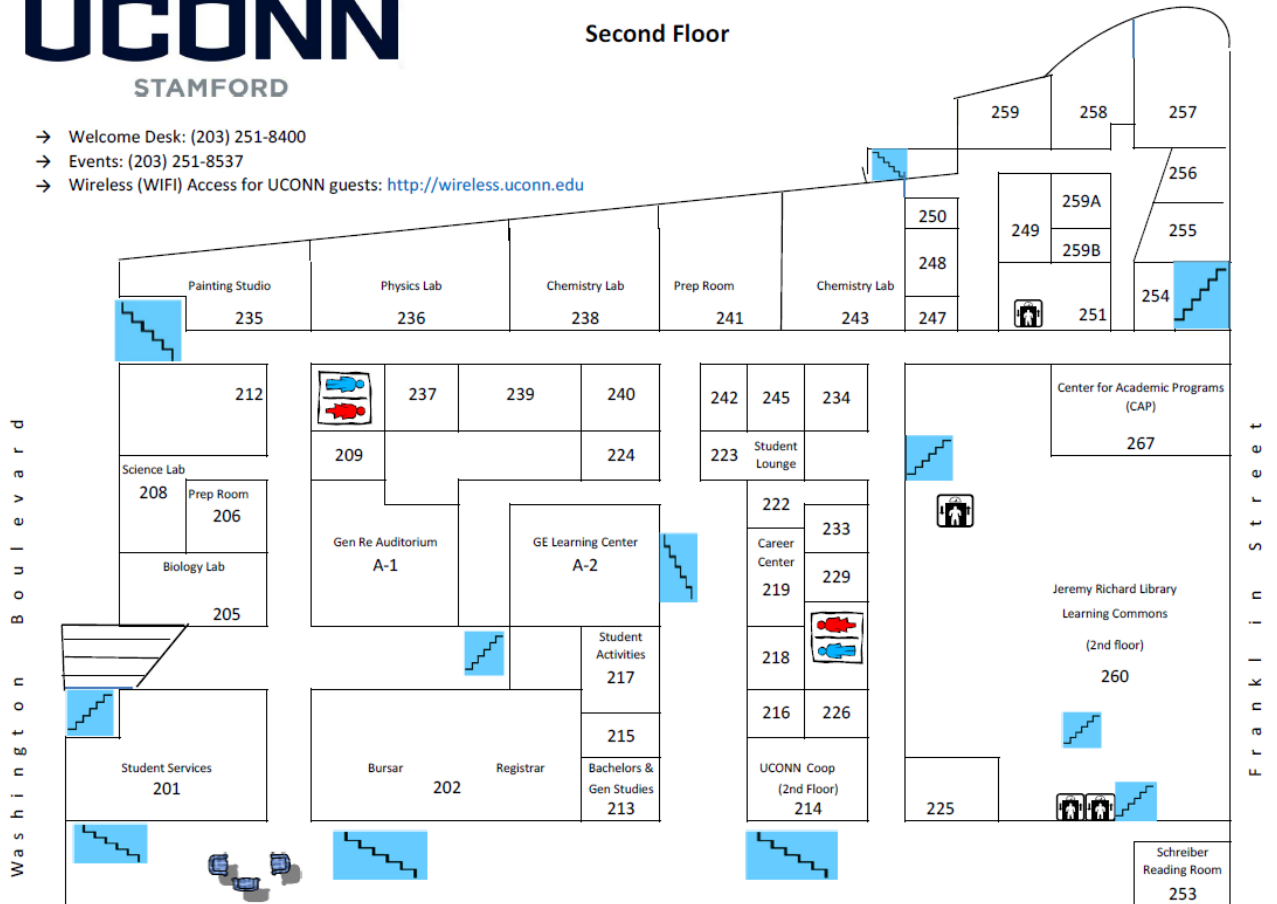 UCONN
STAMFORD
Second Floor
→ Welcome Desk: (203) 251-8400
→ Events: (203) 251-8537
→ Wireless (WIFI) Access for UCONN guests: http://wireless.uconn.edu
259
258
257
256
250
249
259A
255
248
259B
254
Painting Studio
235
Physics Lab
236
Chemistry Lab
238
Prep Room
241
Chemistry Lab
243
247
251
212
237
239
240
242
245
234
Center for Academic Programs
(CAP)
267
209
224
223
Student
Lounge
Science Lab
208
Prep Room
206
222
233
Gen Re Auditorium
A-1
GE Learning Center
A-2
Career
Center
219
229
Biology Lab
205
Jeremy Richard Library
Learning Commons
(2nd floor)
260
Student
Activities
217
218
216
226
215
Student Services
201
Bursar
202
Registrar
Bachelors &
Gen Studies
213
UCONN Coop
(2nd Floor)
214
225
Schreiber
Reading Room
253
Washington Boulevard
Franklin Street